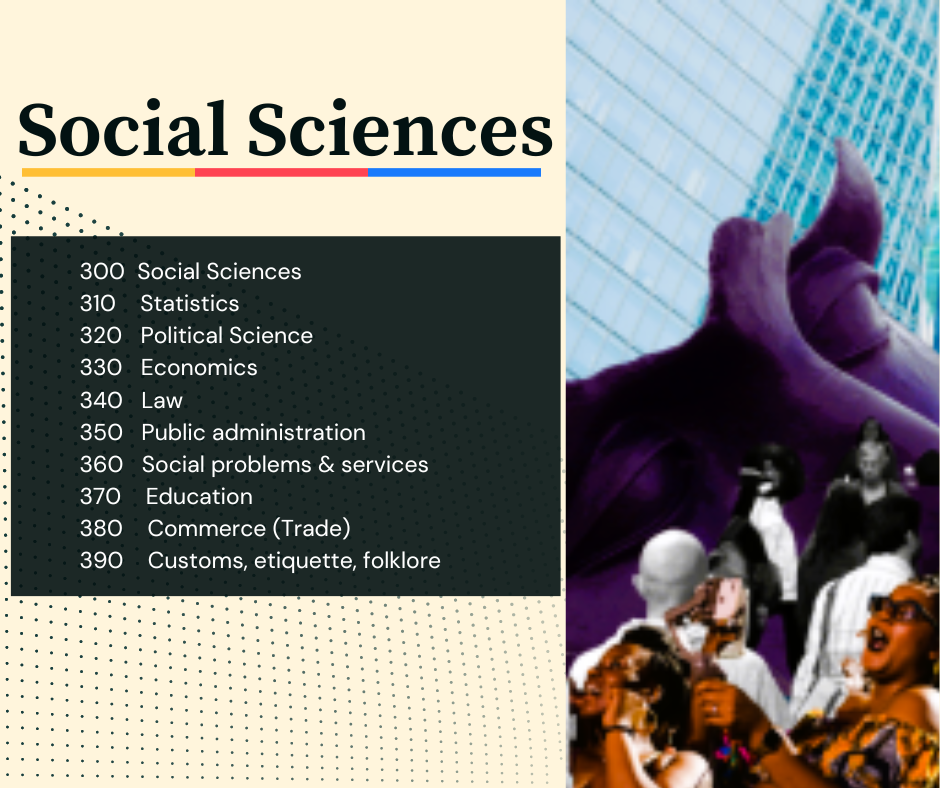 Social Sciences
300 Social Sciences
310 Statistics
320 Political Science
330 Economics
340 Law
350 Public administration
360 Social problems & services
370 Education
380 Commerce (Trade)
390 Customs, etiquette, folklore